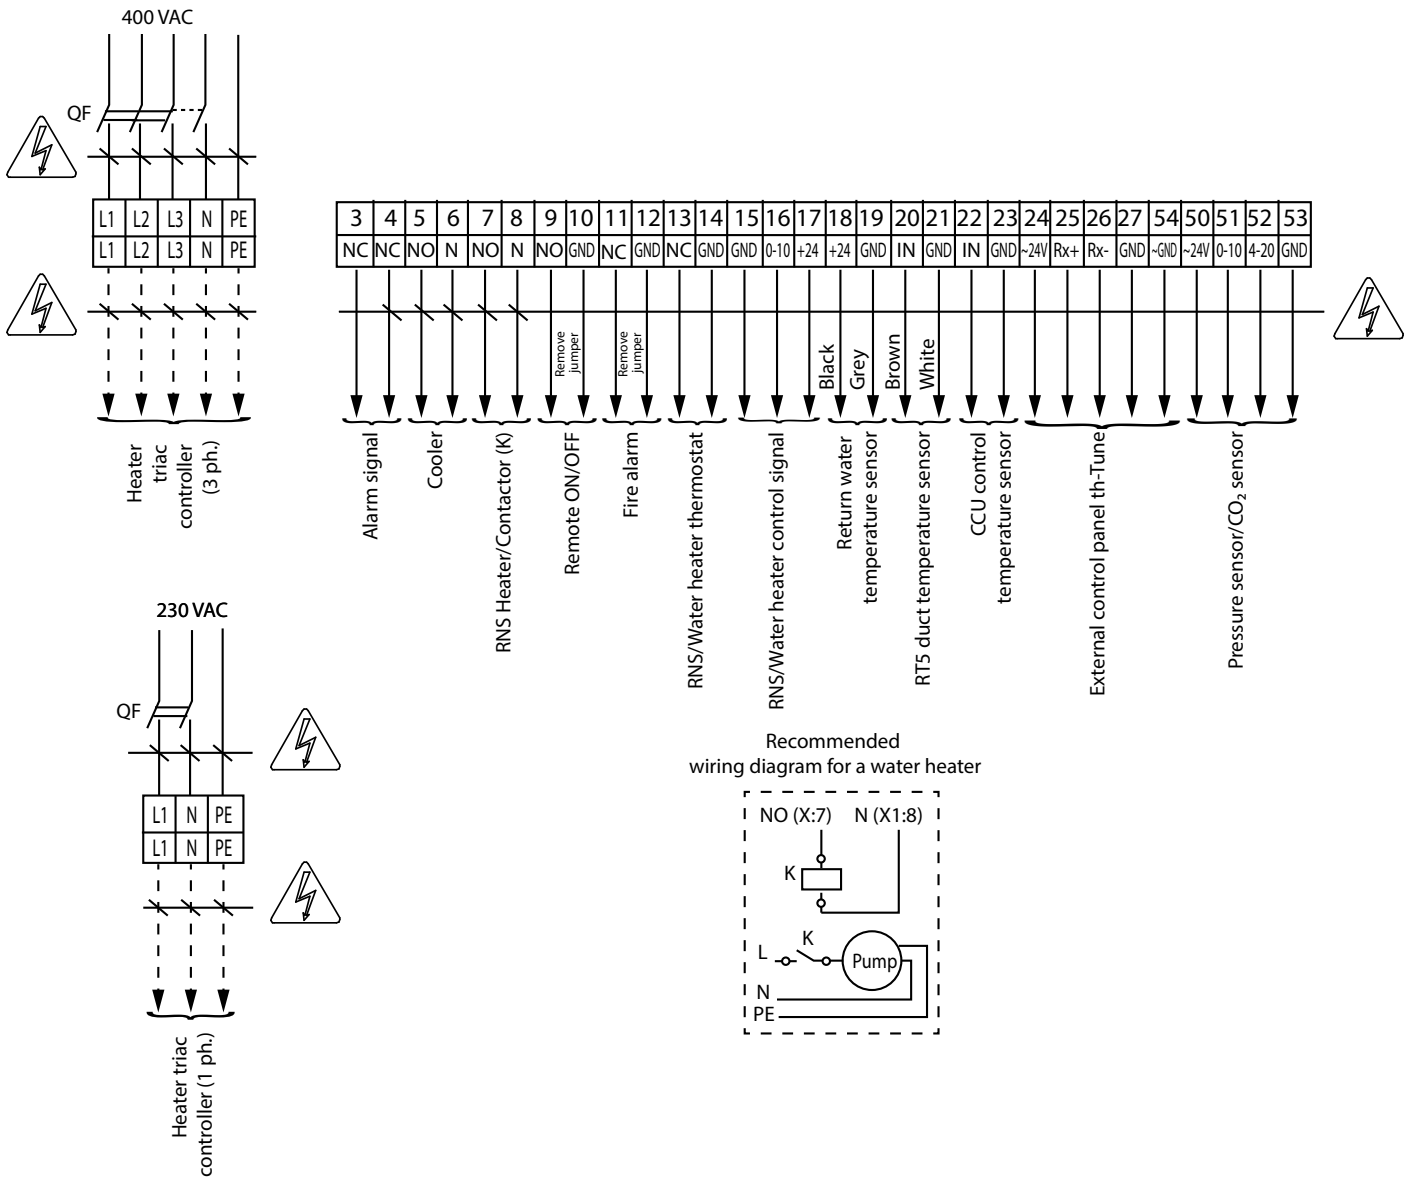 400 VAC
QF
L1 L2 L3 N PE
L1 L2 L3 N PE
Heater
triac
controller
(3 ph.)
3 4 5 6 7 8 9 10 11 12 13 14 15 16 17 18 19 20 21 22 23 24 25 26 27 54 50 51 52 53
NC NC NO N NO N NO GND NC GND NC GND GND 0-10 +24 +24 GND IN GND IN GND ~24V Rx+ Rx- GND ~GND ~24V 0-10 4-20 GND
Remove
jumper
Remove
jumper
Black
Grey
Brown
White
Alarm signal
Cooler
RNS Heater/Contactor (K)
Remote ON/OFF
Fire alarm
RNS/Water heater thermostat
RNS/Water heater control signal
Return water
temperature sensor
RT5 duct temperature sensor
CCU control
temperature sensor
External control panel th-Tune
Pressure sensor/CO₂ sensor
230 VAC
QF
L1 N PE
L1 N PE
Heater triac
controller (1 ph.)
Recommended
wiring diagram for a water heater
NO (X:7) N (X1:8)
K
K
L
Pump
N
PE